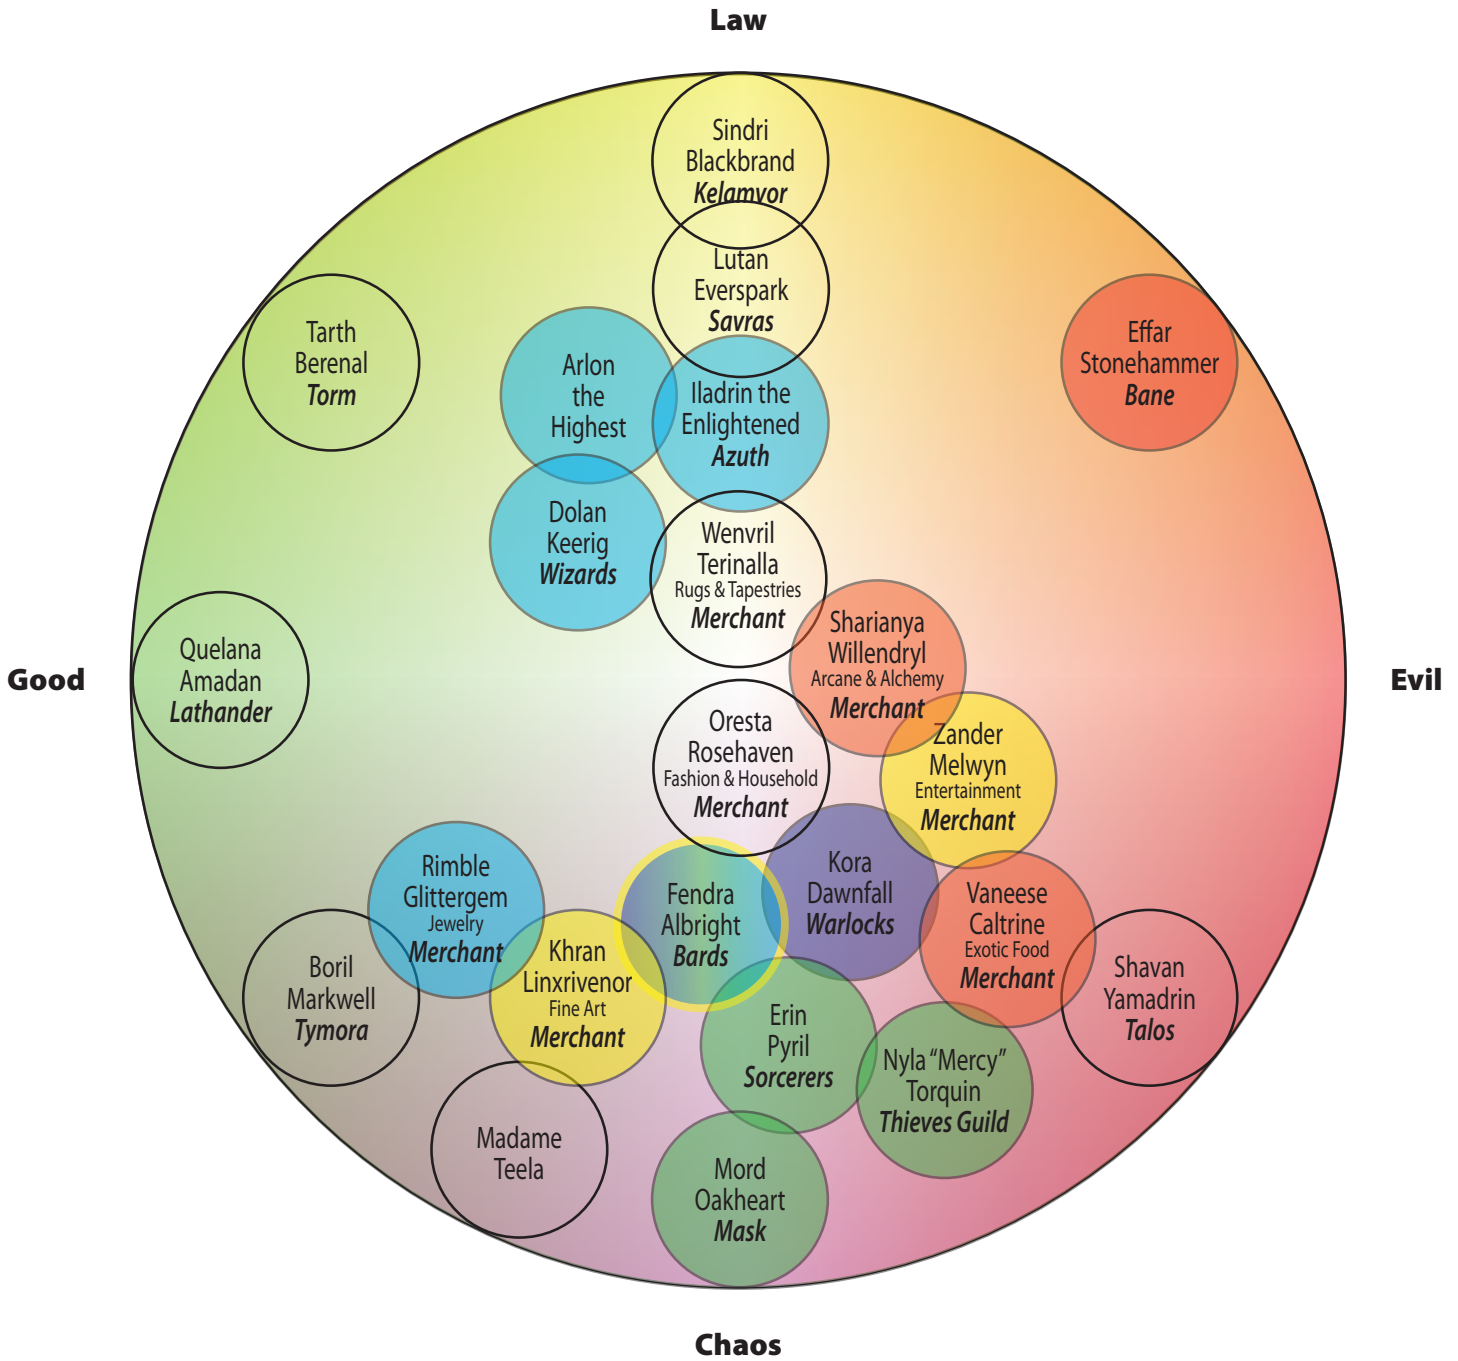 Law
Sindri
Blackbrand
Kelamvor
Lutan
Everspark
Savras
Tarth
Berenal
Torm
Arlon
the
Highest
Iladrin the
Enlightened
Azuth
Effar
Stonehammer
Bane
Dolan
Keerig
Wizards
Wenvril
Terinalla
Rugs & Tapestries
Merchant
Sharianya
Willendryl
Arcane & Alchemy
Merchant
Good
Quelana
Amadan
Lathander
Evil
Oresta
Rosehaven
Fashion & Household
Merchant
Zander
Melwyn
Entertainment
Merchant
Rimble
Glittergem
Jewelry
Merchant
Fendra
Albright
Bards
Kora
Dawnfall
Warlocks
Vaneese
Caltrine
Exotic Food
Merchant
Boril
Markwell
Tymora
Khran
Linxrivenor
Fine Art
Merchant
Shavan
Yamadrin
Talos
Erin
Pyril
Sorcerers
Nyla “Mercy”
Torquin
Thieves Guild
Madame
Teela
Mord
Oakheart
Mask
Chaos